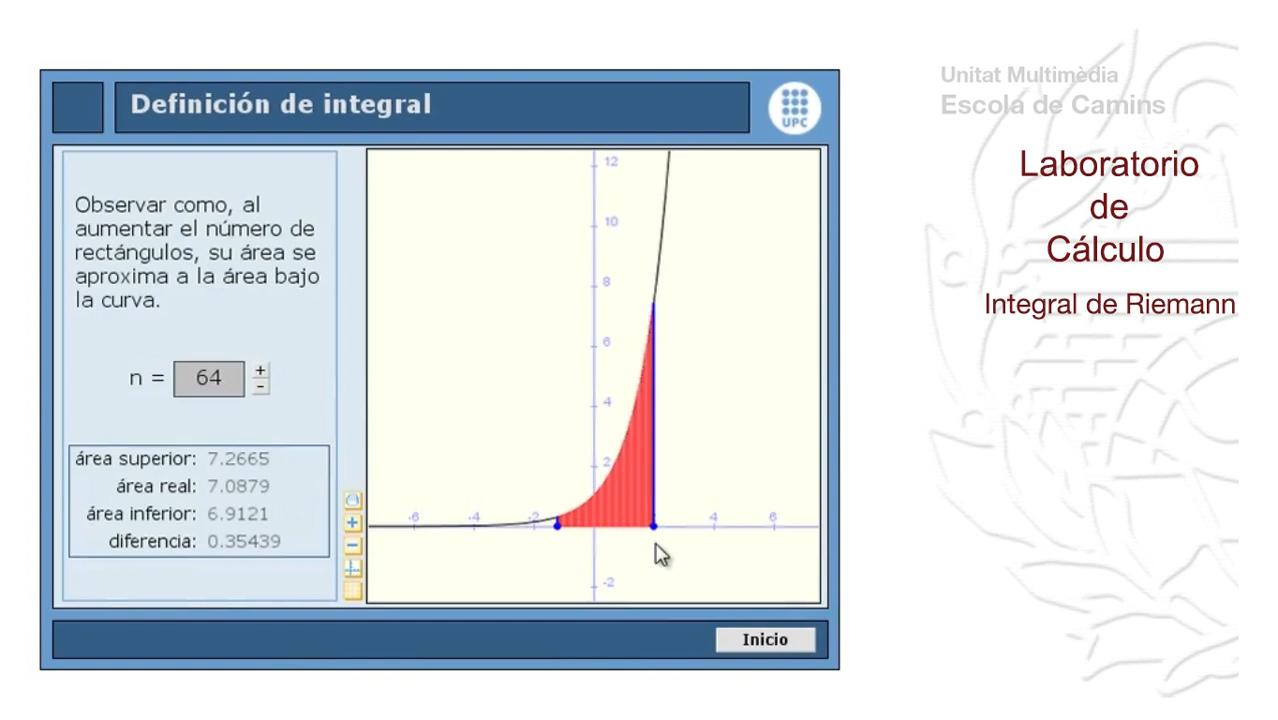 Definición de integral
UPC
Observar como, al
aumentar el número de
rectángulos, su área se
aproxima a la área bajo
la curva.
n = 64 + -
área superior: 7.2665
área real: 7.0879
área inferior: 6.9121
diferencia: 0.35439
12
10
8
6
4
2
-6 -4 -2 4 6
-2
Inicio
Unitat Multimèdia
Escola de Camins
Laboratorio
de
Cálculo
Integral de Riemann